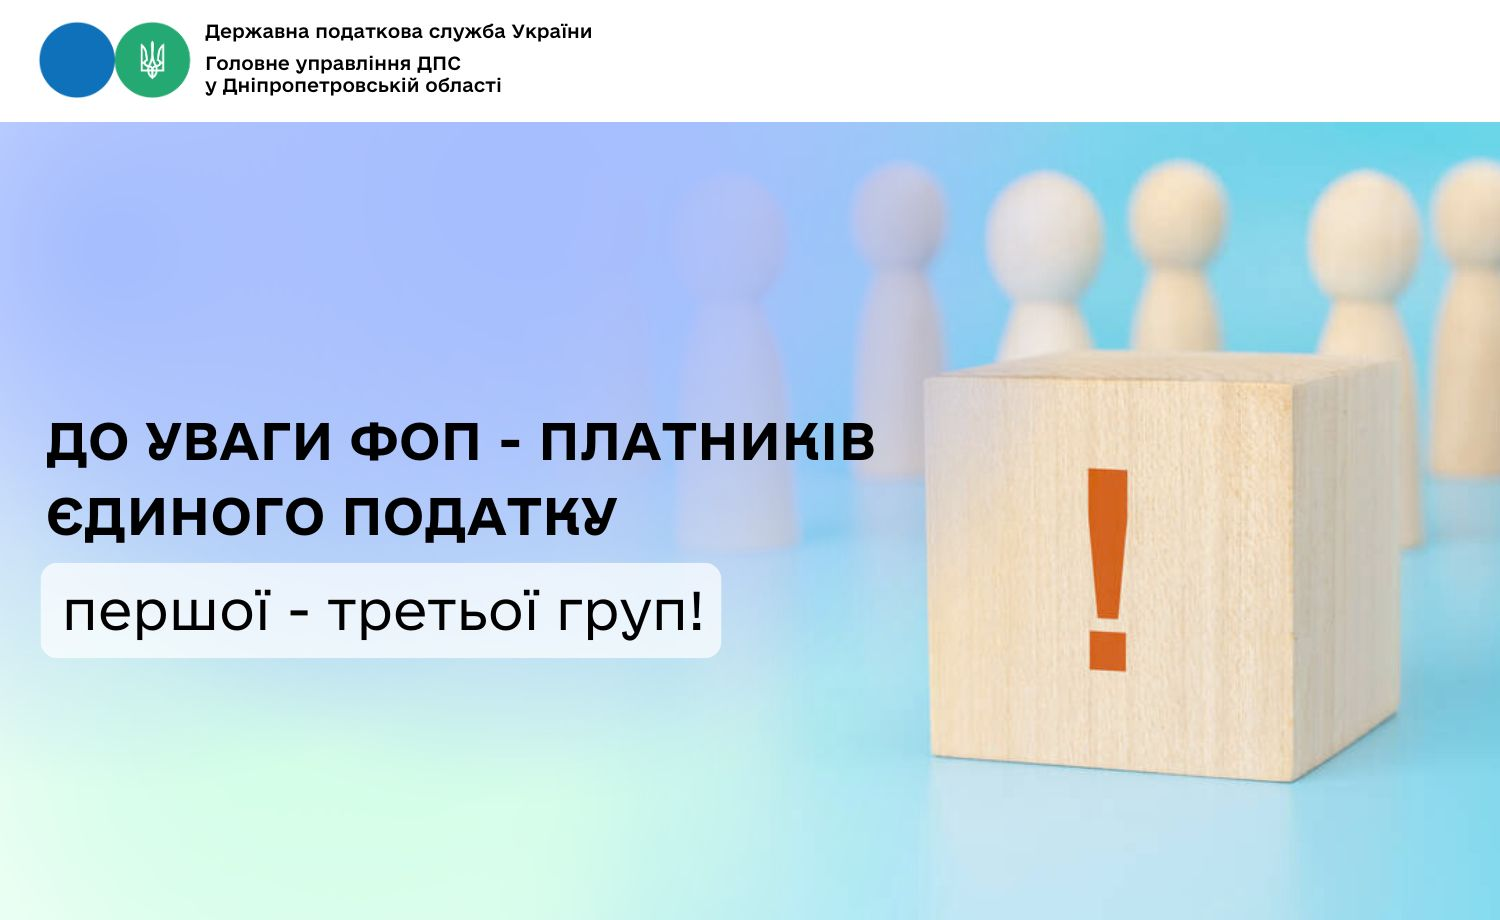 Державна податкова служба України
Головне управління ДПС
у Дніпропетровській області
ДО УВАГИ ФОП - ПЛАТНИКІВ
ЄДИНОГО ПОДАТКУ
першої - третьої груп!
!